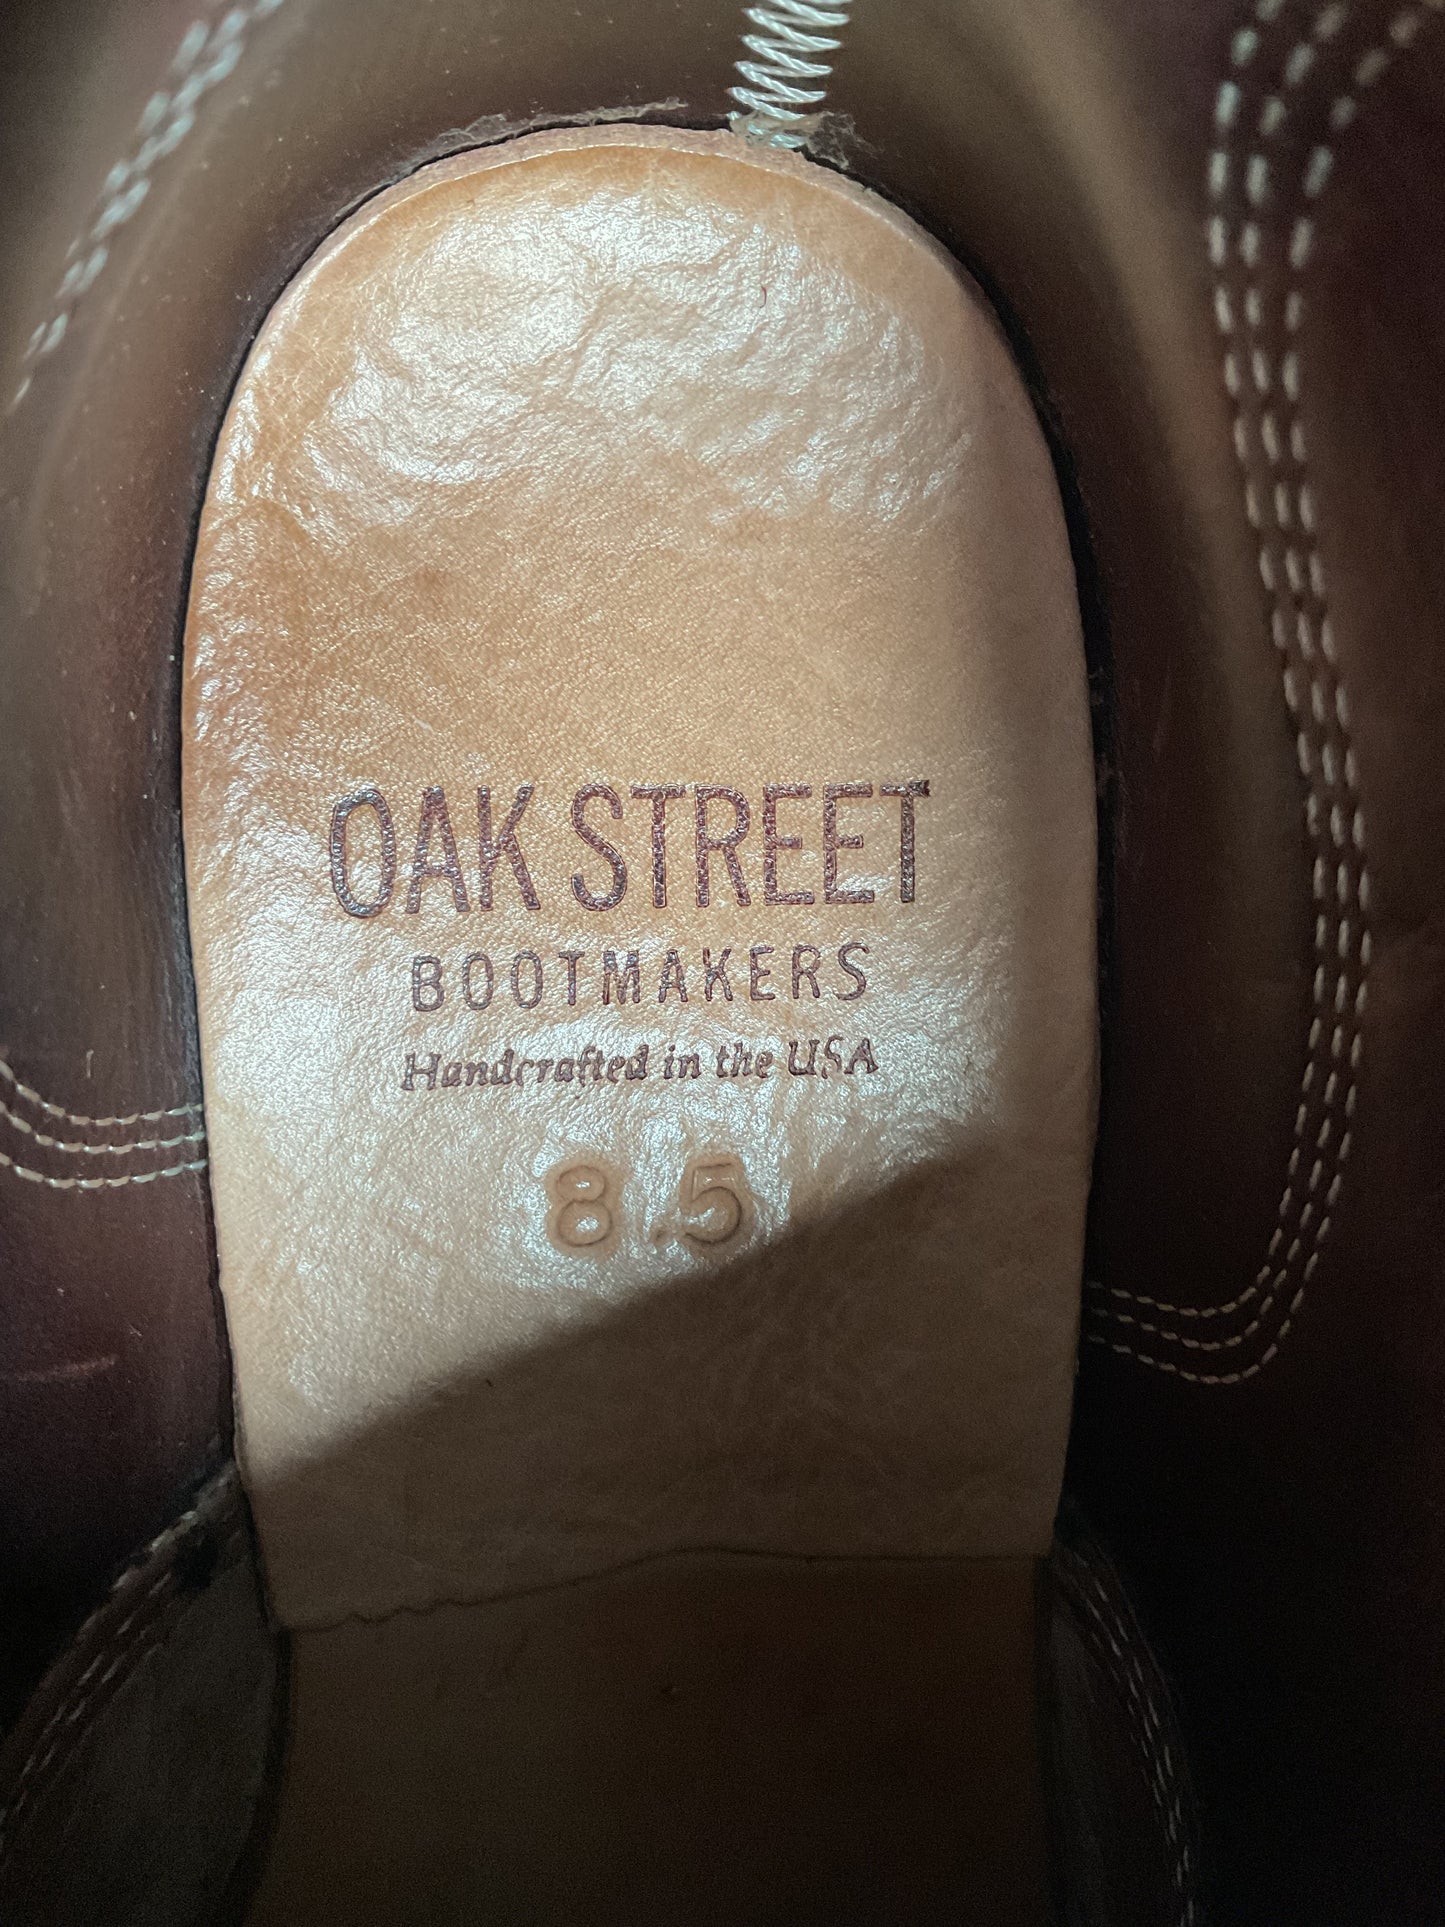 OAK STREET
BOOTMAKERS
Handcrafted in the USA
8.5